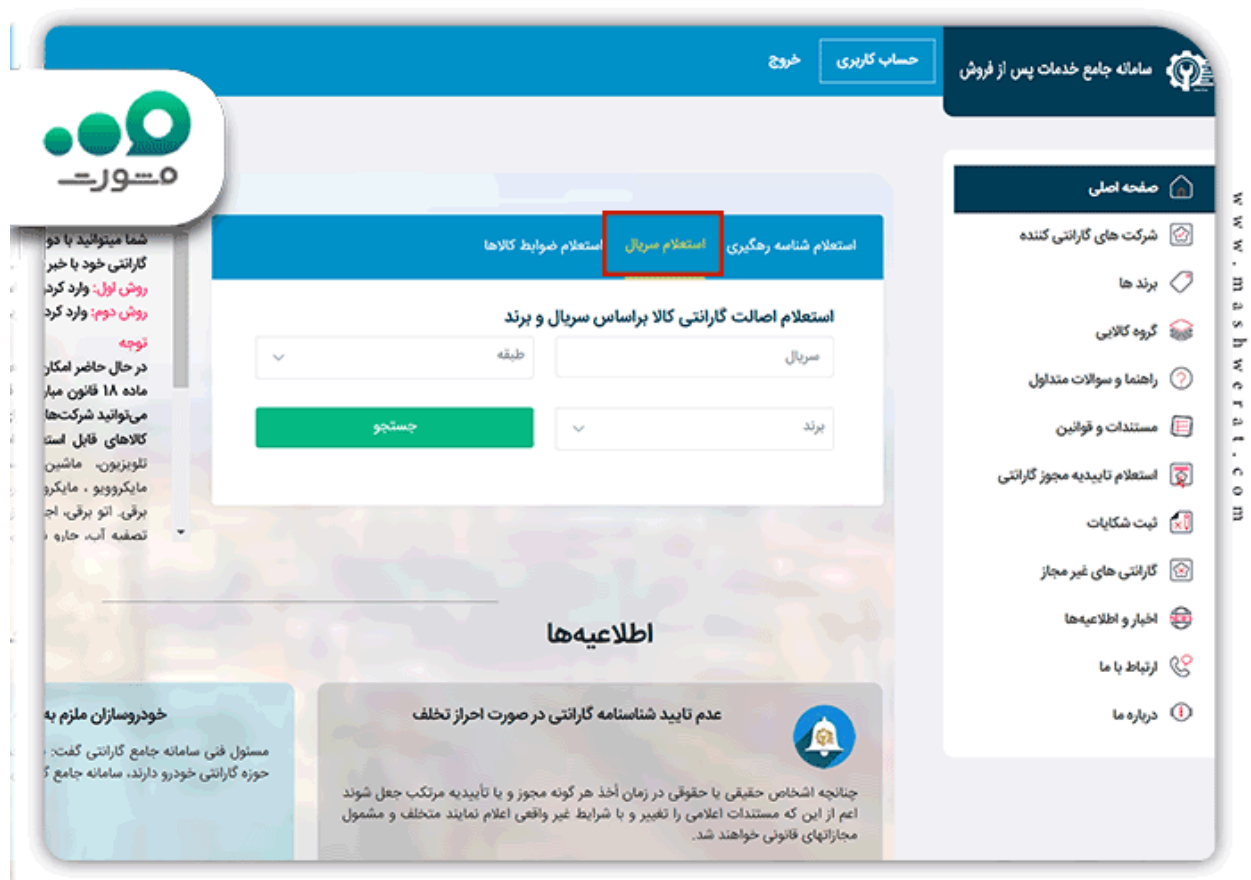 سامانه جامع خدمات پس از فروش
حساب کاربری
خروج
مشورت
صفحه اصلی
شرکت های گارانتی کننده
برند ها
گروه کالایی
راهنما و سوالات متداول
مستندات و قوانین
استعلام تاییدیه مجوز گارانتی
ثبت شکایات
گارانتی های غیر مجاز
اخبار و اطلاعیه‌ها
ارتباط با ما
درباره ما
استعلام شناسه رهگیری
استعلام سریال
استعلام ضوابط کالاها
استعلام اصالت گارانتی کالا براساس سریال و برند
سریال
طبقه
برند
جستجو
شما میتوانید با دو
گارانتی خود با خبر
روش اول: وارد کرد
روش دوم: وارد کرد
توجه
در حال حاضر امکان
ماده ۱۸ قانون
می‌توانید شرکت‌ها
کالاهای قابل
تلویزیون، ماشین
مایکروویو ، مایکرو
برقی، اتو برقی،
تصفیه آب، جارو
اطلاعیه‌ها
عدم تایید شناسنامه گارانتی در صورت احراز تخلف
چنانچه اشخاص حقیقی یا حقوقی در زمان أخذ هر گونه مجوز و یا تأییدیه مرتکب جعل شوند
اعم از این که مستندات اعلامی را تغییر و با شرایط غیر واقعی اعلام نمایند متخلف و مشمول
مجازاتهای قانونی خواهند شد.
خودروسازان ملزم به
مسئول فنی سامانه جامع گارانتی گفت:
حوزه گارانتی خودرو دارند، سامانه جامع
www.mashwerat.com